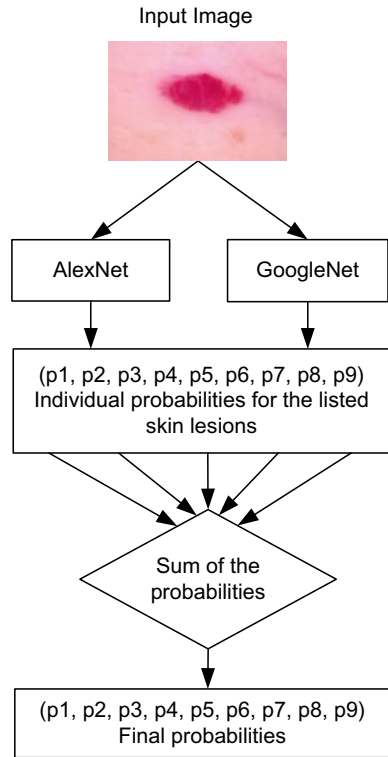 Input Image
AlexNet
GoogleNet
(p1, p2, p3, p4, p5, p6, p7, p8, p9)
Individual probabilities for the listed
skin lesions
Sum of the
probabilities
(p1, p2, p3, p4, p5, p6, p7, p8, p9)
Final probabilities